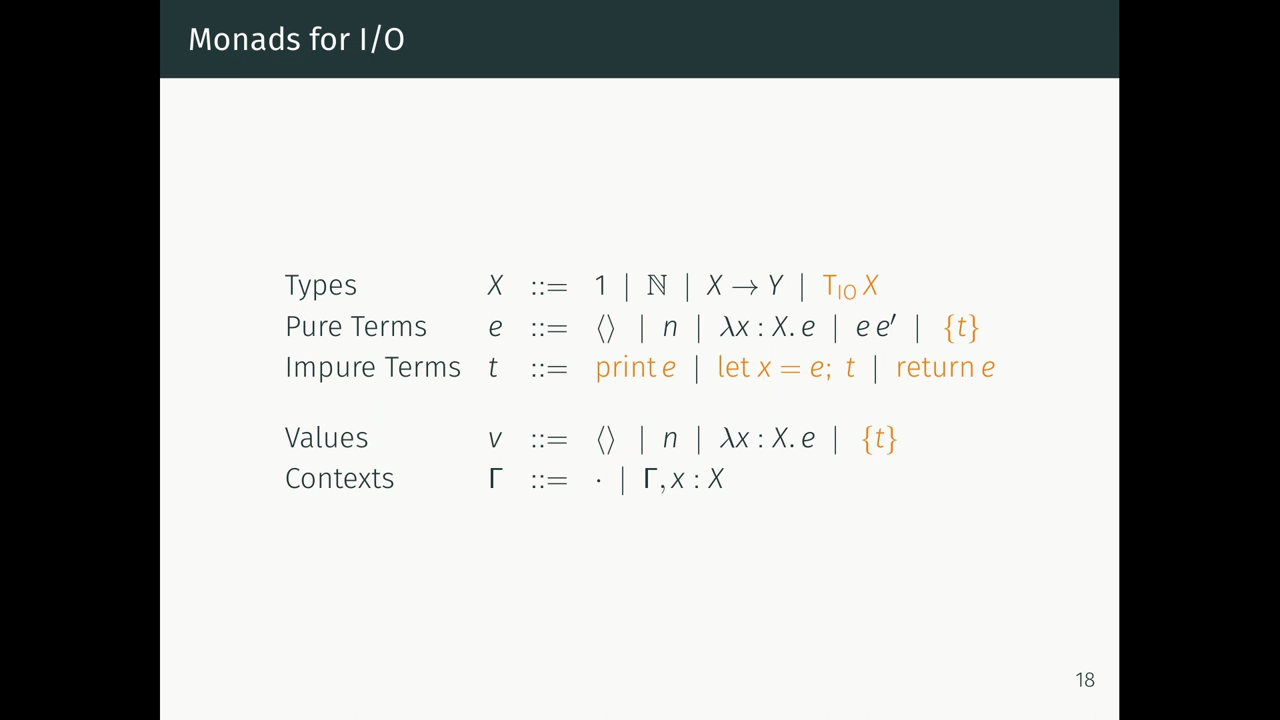 Monads for I/O
Types X ::= 1 | ℕ | X → Y | T_IO X
Pure Terms e ::= ⟨⟩ | n | λx : X. e | e e′ | {t}
Impure Terms t ::= print e | let x = e; t | return e
Values v ::= ⟨⟩ | n | λx : X. e | {t}
Contexts Γ ::= · | Γ, x : X
18